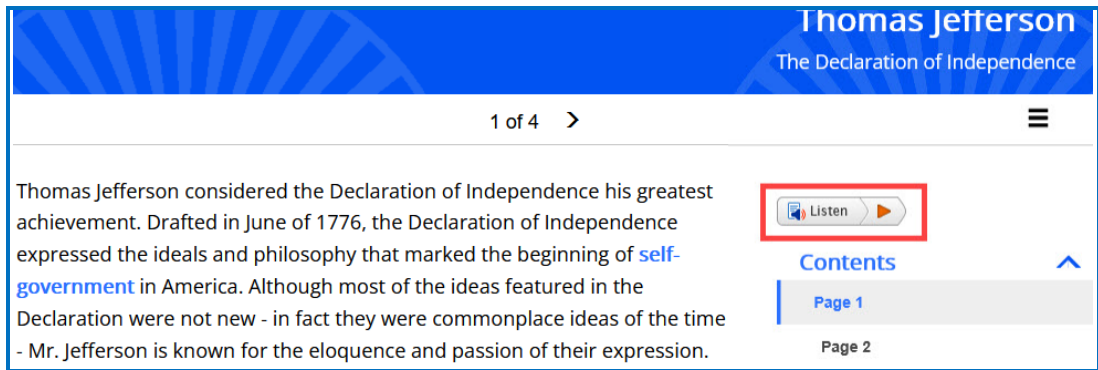 Thomas Jefferson
The Declaration of Independence
1 of 4 >
Thomas Jefferson considered the Declaration of Independence his greatest
achievement. Drafted in June of 1776, the Declaration of Independence
expressed the ideals and philosophy that marked the beginning of self-
government in America. Although most of the ideas featured in the
Declaration were not new - in fact they were commonplace ideas of the time
- Mr. Jefferson is known for the eloquence and passion of their expression.
Listen
Contents
Page 1
Page 2